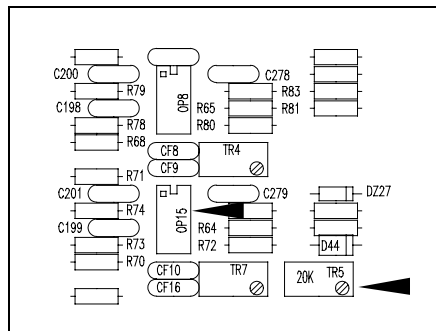 C200
C278
R79
OP8
R83
C198
R65
R81
R78
R80
R68
CF8
TR4
CF9
R71
C201
C279
DZ27
R74
OP15
C199
R64
R73
R72
D44
R70
CF10
TR7
20K
TR5
CF16